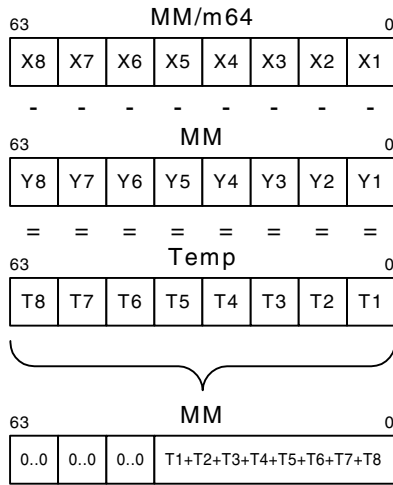 MM/m64
63 0
X8 X7 X6 X5 X4 X3 X2 X1
- - - - - - - -
MM
63 0
Y8 Y7 Y6 Y5 Y4 Y3 Y2 Y1
= = = = = = = =
Temp
63 0
T8 T7 T6 T5 T4 T3 T2 T1
MM
63 0
0..0 0..0 0..0 T1+T2+T3+T4+T5+T6+T7+T8